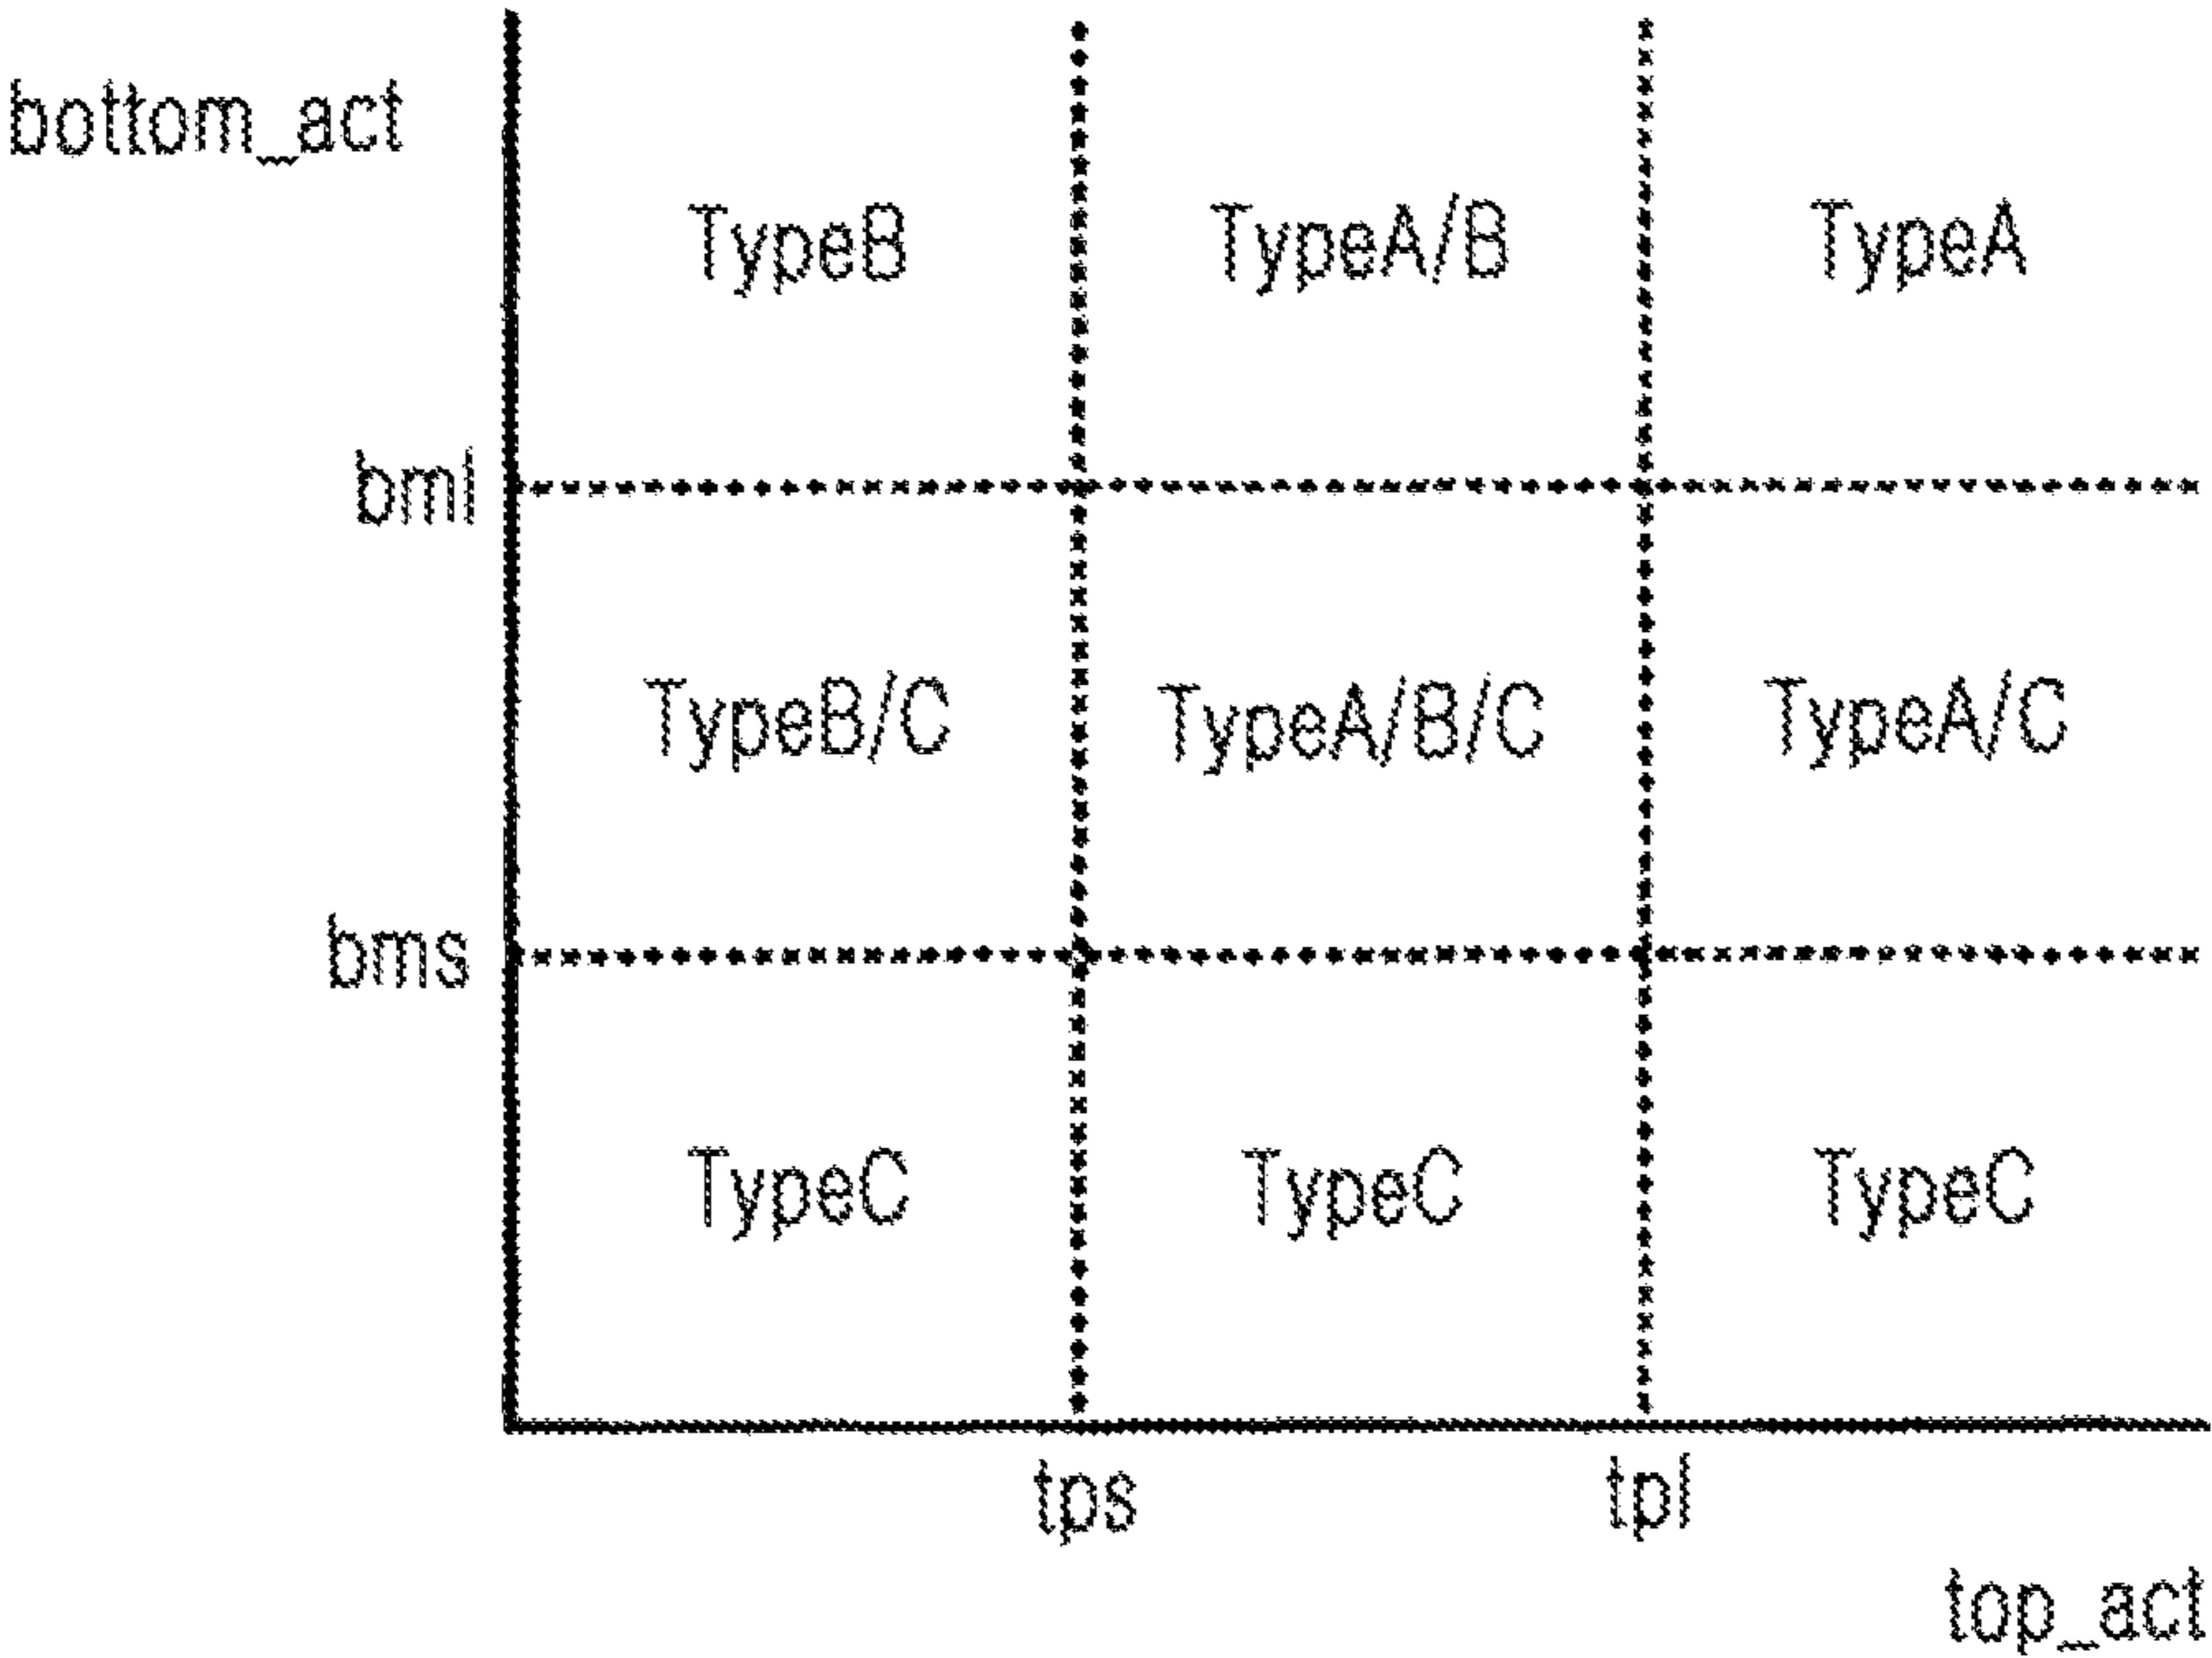 bottom_act
TypeB TypeA/B TypeA
bml
TypeB/C TypeA/B/C TypeA/C
bms
TypeC TypeC TypeC
tps tpl
top_act